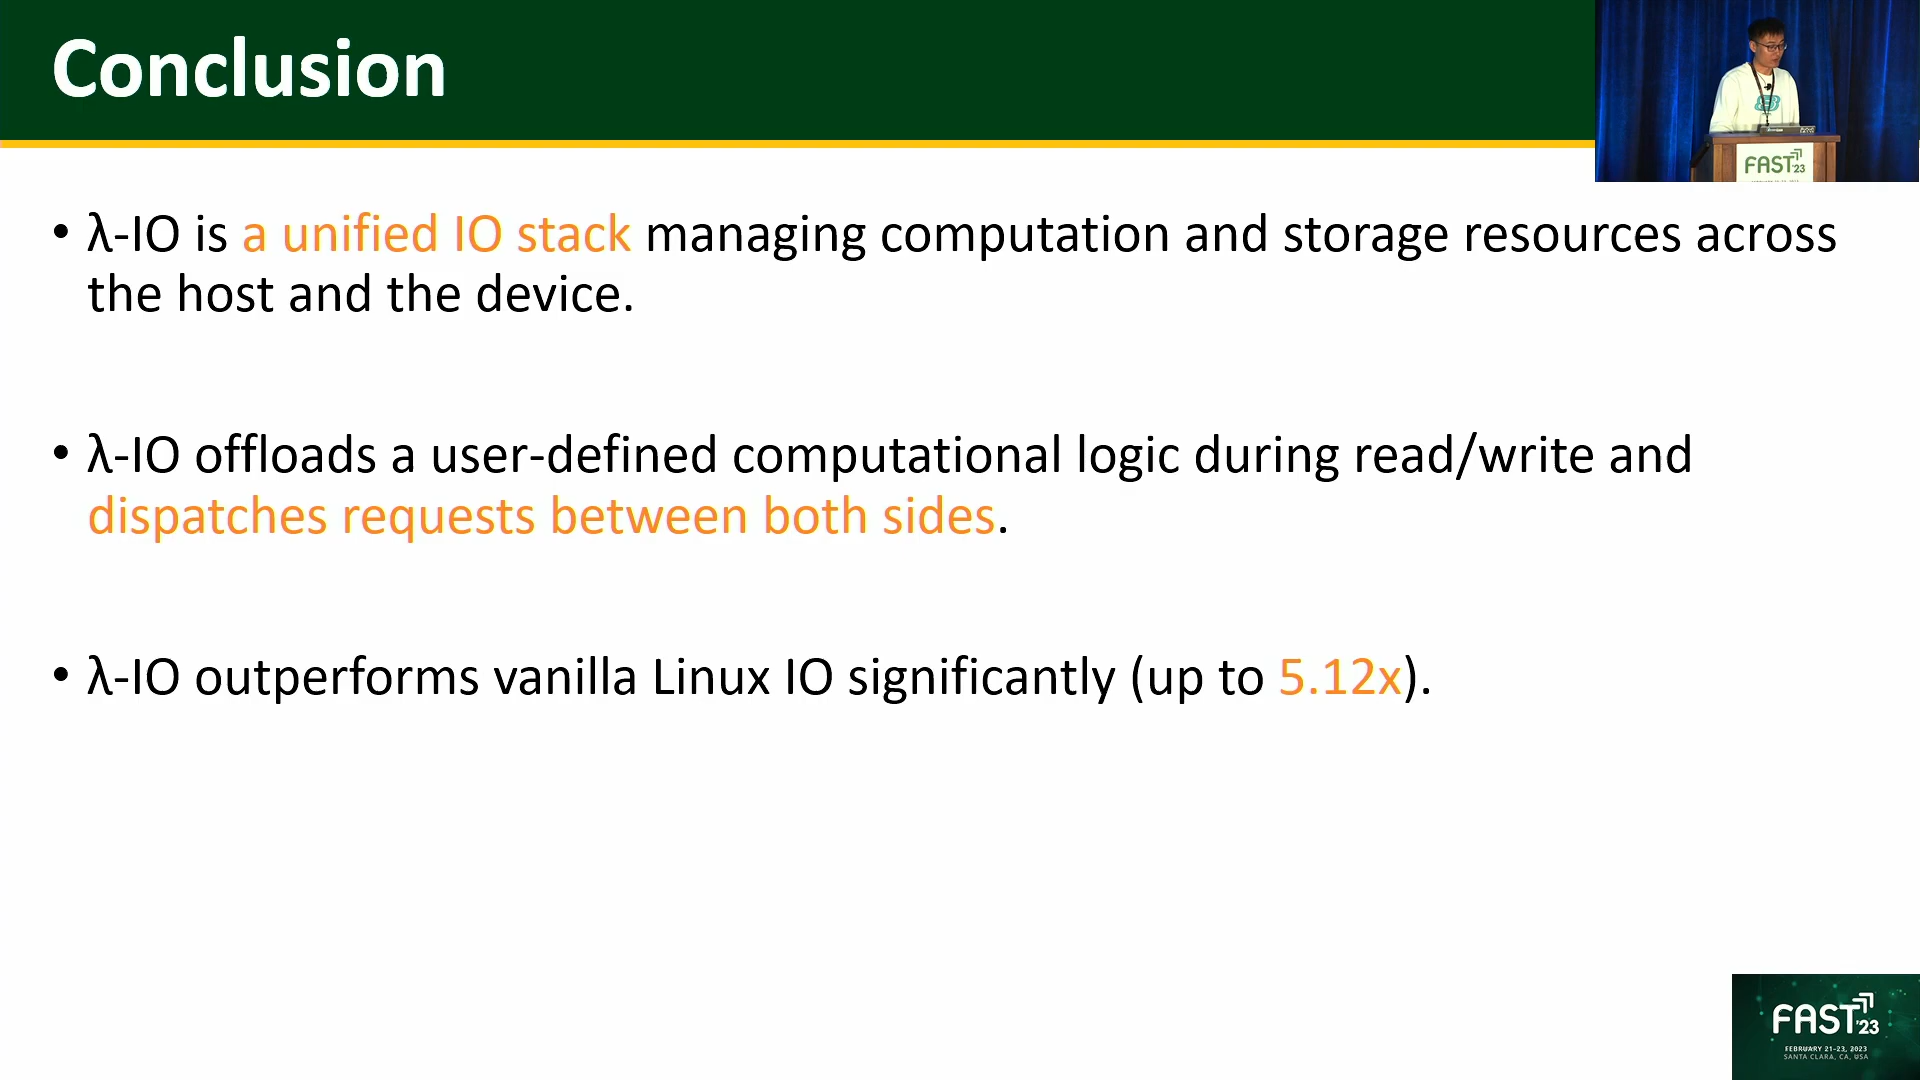 Conclusion
FAST'23
• λ-IO is a unified IO stack managing computation and storage resources across
the host and the device.
• λ-IO offloads a user-defined computational logic during read/write and
dispatches requests between both sides.
• λ-IO outperforms vanilla Linux IO significantly (up to 5.12x).
FAST'23
FEBRUARY 21–23, 2023
SANTA CLARA, CA, USA